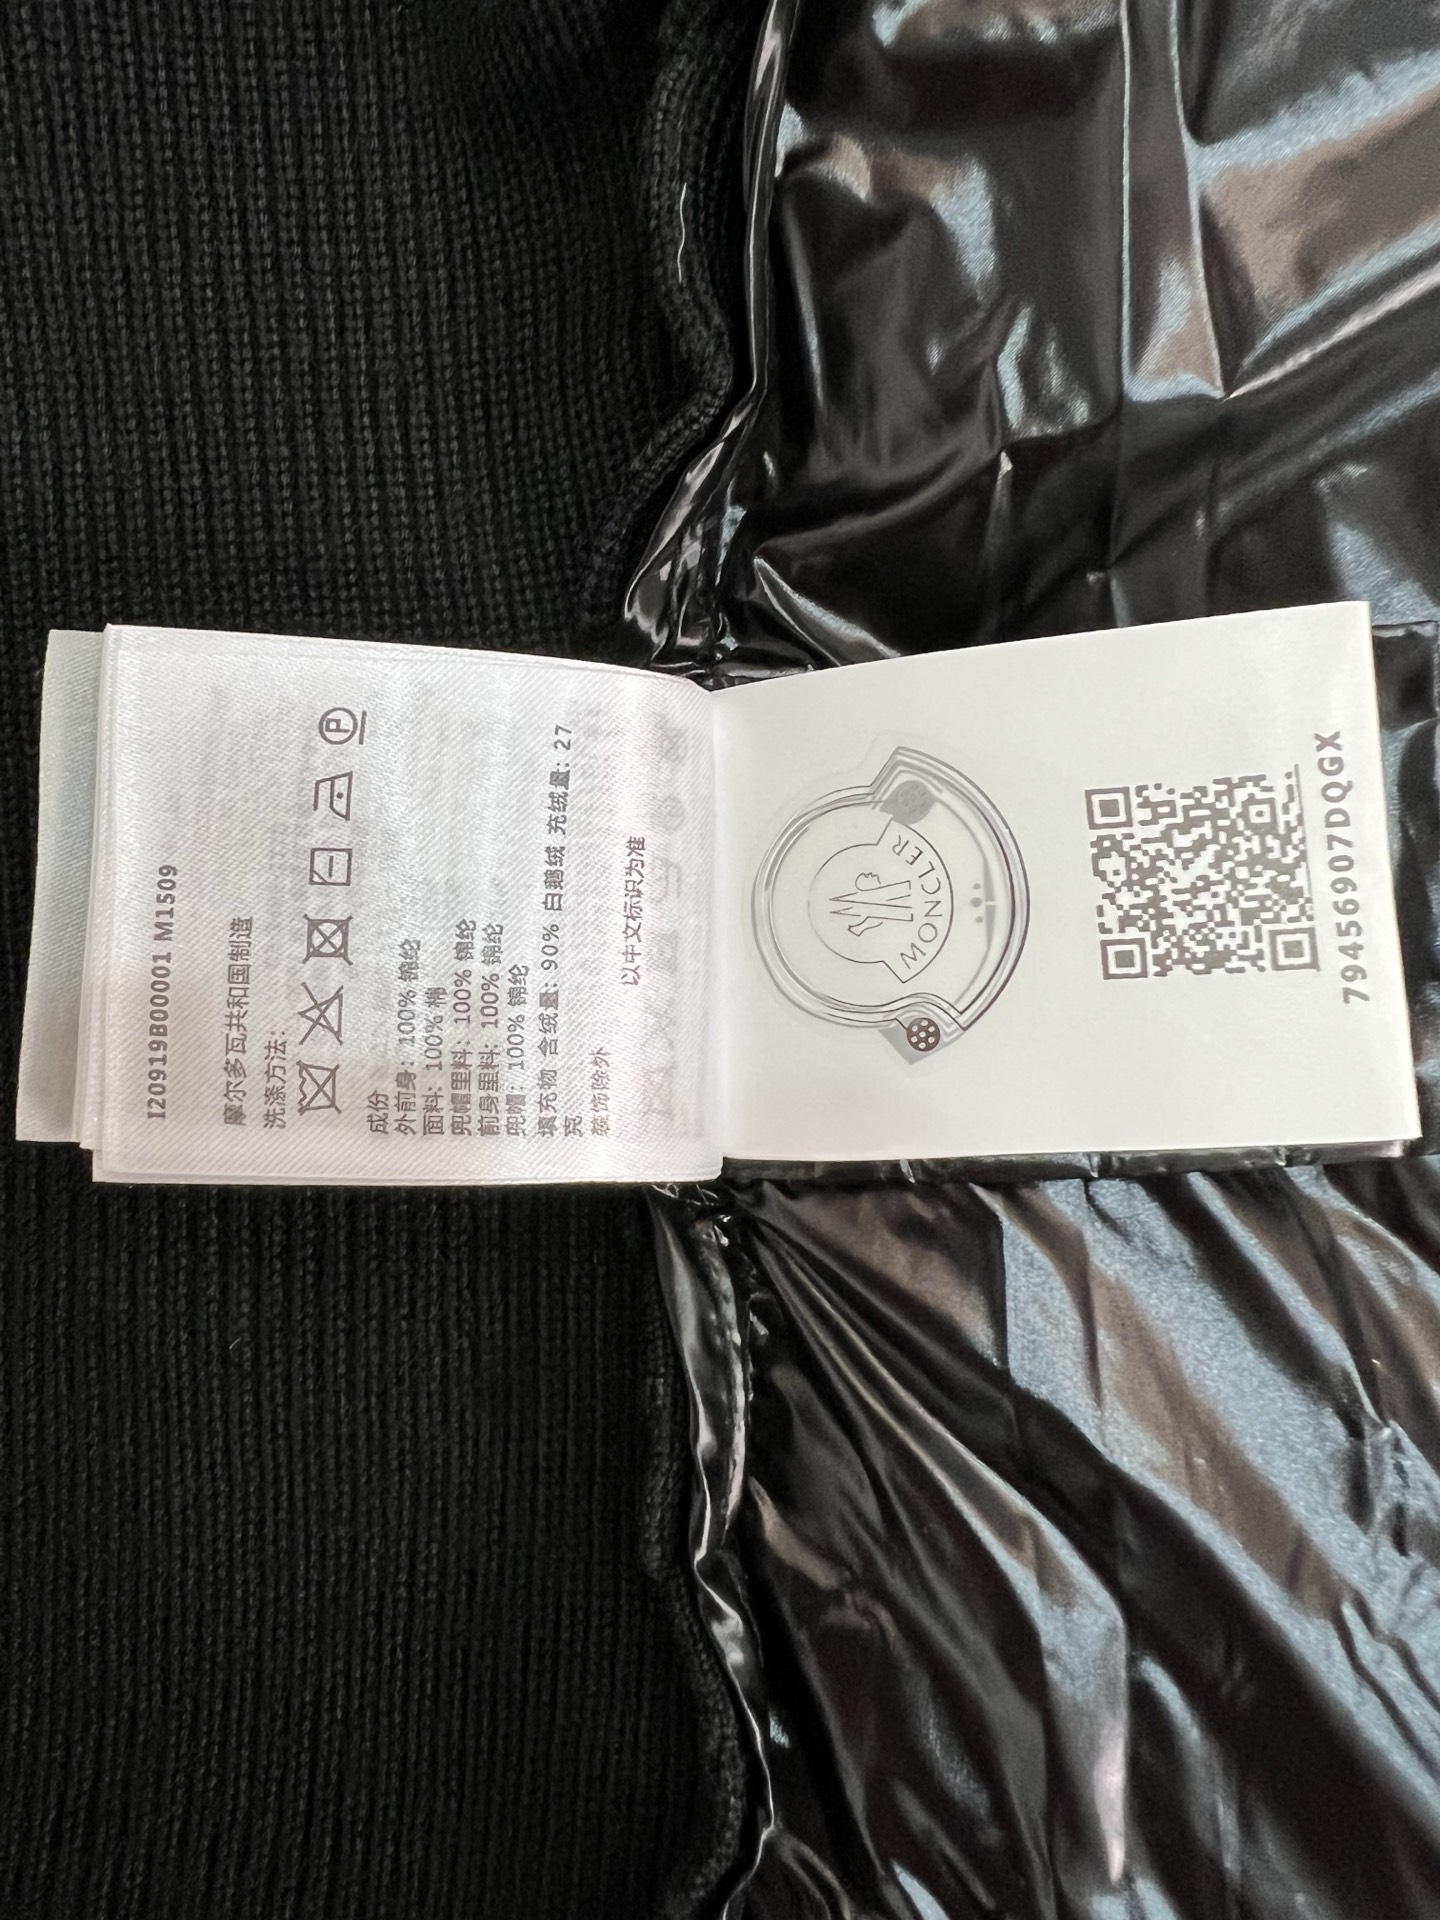 I20919B00001 M1509
摩尔多瓦共和国制造
洗涤方法：
P
成份
外前身：100% 锦纶
面料：100% 棉
兜帽里料：100% 锦纶
前身里料：100% 锦纶
兜帽：100% 锦纶
填充物 含绒量：90% 白鹅绒 充绒量：27
克
装饰除外
以中文标识为准
MONCLER
79456907DQGX